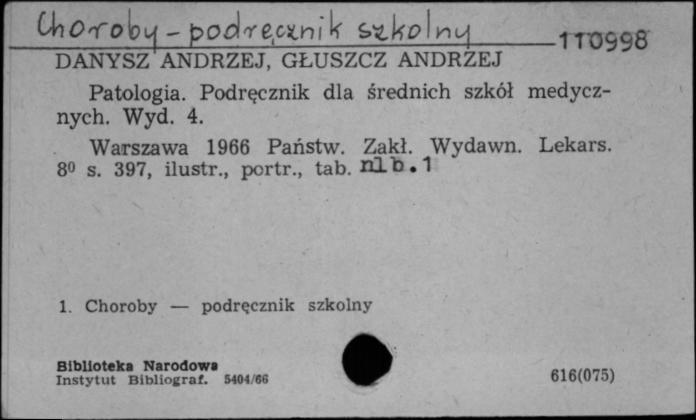 Choroby - podręcznik szkolny
110998
DANYSZ ANDRZEJ, GŁUSZCZ ANDRZEJ
Patologia. Podręcznik dla średnich szkół medycz-
nych. Wyd. 4.
Warszawa 1966 Państw. Zakł. Wydawn. Lekars.
8⁰ s. 397, ilustr., portr., tab. nlb.1
1. Choroby — podręcznik szkolny
Biblioteka Narodowa
Instytut Bibliograf. 5404/66
616(075)